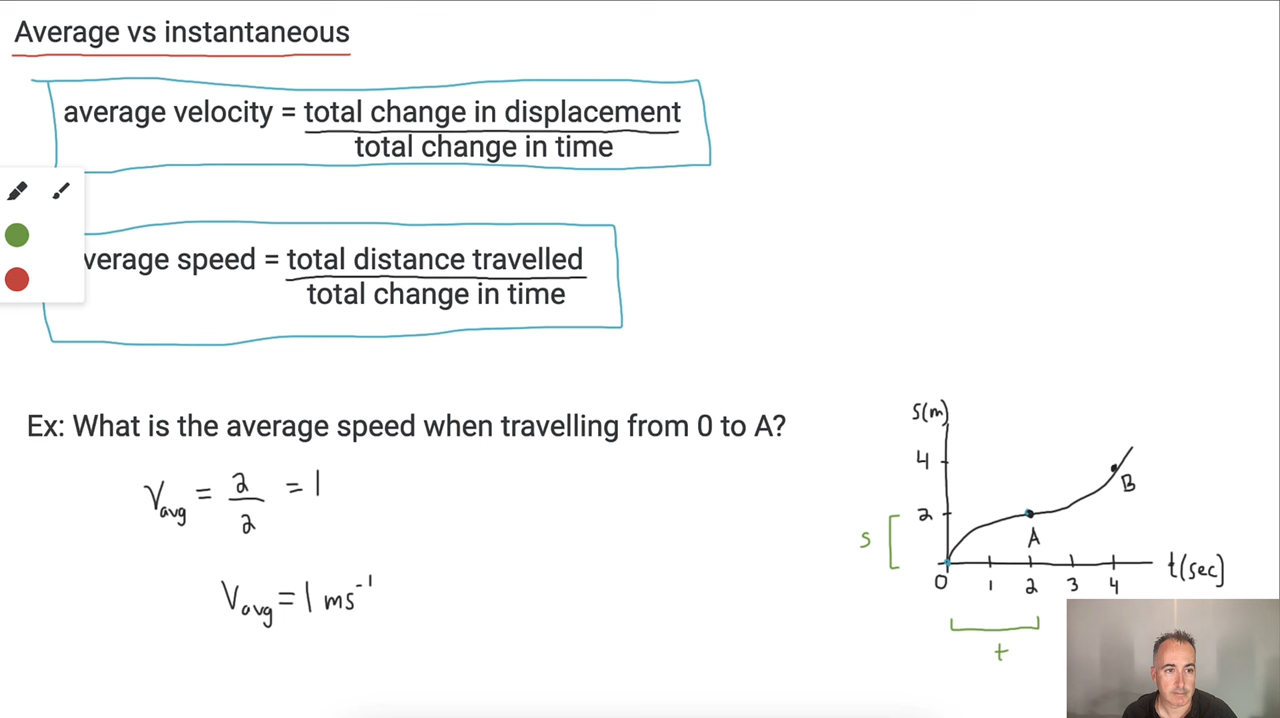 Average vs instantaneous
average velocity = total change in displacement
total change in time
verage speed = total distance travelled
total change in time
Ex: What is the average speed when travelling from 0 to A?
Vavg = 2/2 = 1
Vavg = 1 ms⁻¹
s(m)
4
2
s
B
A
0 1 2 3 4
t(sec)
t